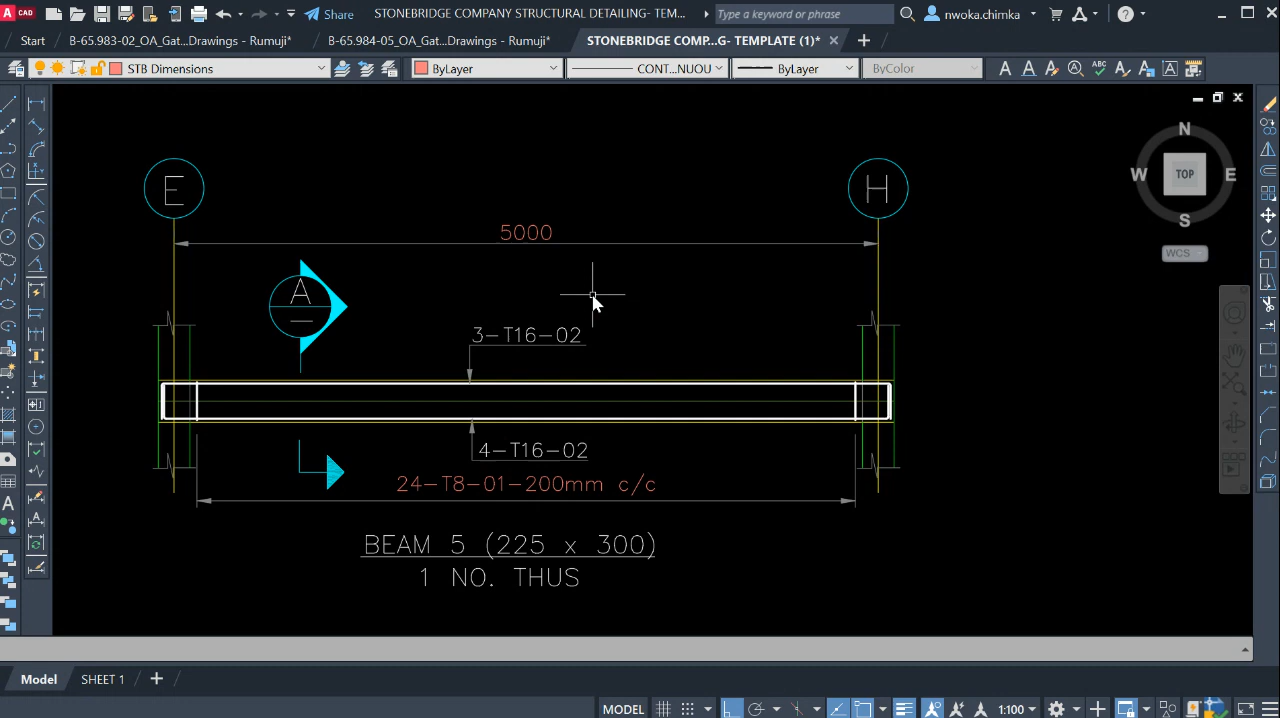 CAD
Share
STONEBRIDGE COMPANY STRUCTURAL DETAILING- TEM...
Type a keyword or phrase
nwoka.chimka
Start
B-65.983-02_OA_Gat...Drawings - Rumuji*
B-65.984-05_OA_Gat...Drawings - Rumuji*
STONEBRIDGE COMP...G- TEMPLATE (1)*
STB Dimensions
ByLayer
CONT...NUOU
ByLayer
ByColor
ABC
N
W
TOP
E
S
WCS
E
H
5000
A
3-T16-02
4-T16-02
24-T8-01-200mm c/c
BEAM 5 (225 x 300)
1 NO. THUS
Model
SHEET 1
MODEL
1:100